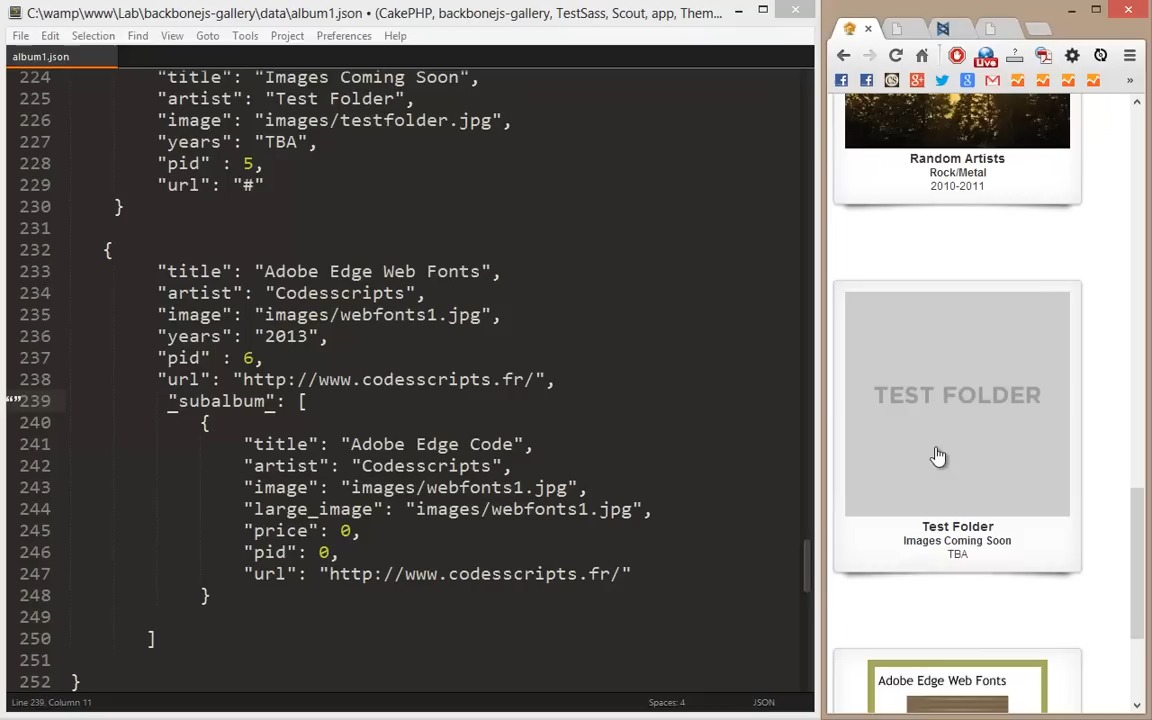 C:\wamp\www\Lab\backbonejs-gallery\data\album1.json • (CakePHP, backbonejs-gallery, TestSass, Scout, app, Them...
File Edit Selection Find View Goto Tools Project Preferences Help
album1.json
224 "title": "Images Coming Soon",
225 "artist": "Test Folder",
226 "image": "images/testfolder.jpg",
227 "years": "TBA",
228 "pid" : 5,
229 "url": "#"
230 }
231
232 {
233 "title": "Adobe Edge Web Fonts",
234 "artist": "Codesscripts",
235 "image": "images/webfonts1.jpg",
236 "years": "2013",
237 "pid" : 6,
238 "url": "http://www.codesscripts.fr/",
“” 239 "subalbum": [
240 {
241 "title": "Adobe Edge Code",
242 "artist": "Codesscripts",
243 "image": "images/webfonts1.jpg",
244 "large_image": "images/webfonts1.jpg",
245 "price": 0,
246 "pid": 0,
247 "url": "http://www.codesscripts.fr/"
248 }
249
250 ]
251
252 }
Line 239, Column 11 Spaces: 4 JSON
Live
Random Artists
Rock/Metal
2010-2011
TEST FOLDER
Test Folder
Images Coming Soon
TBA
Adobe Edge Web Fonts